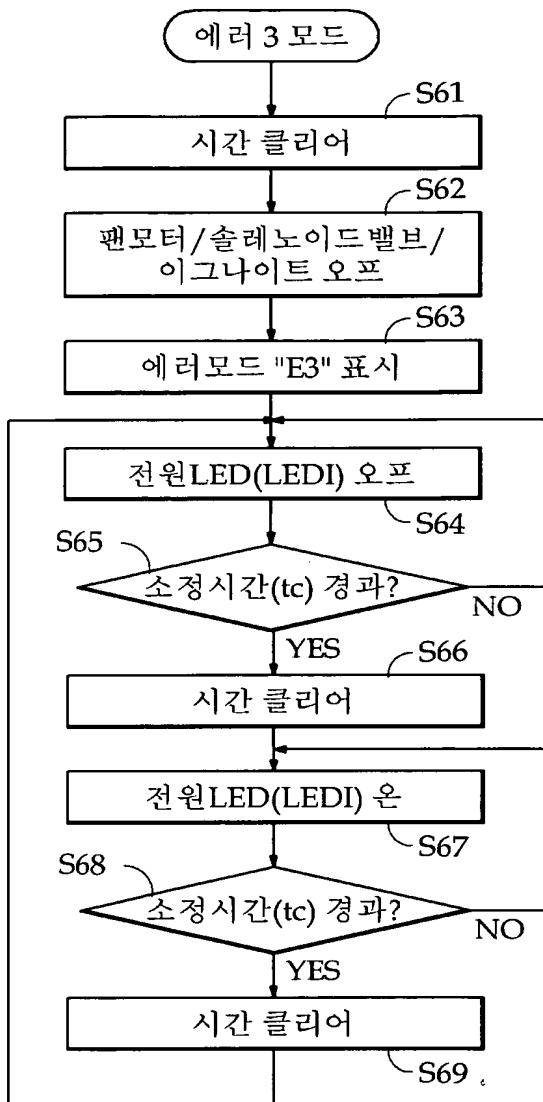 에러 3 모드
S61
시간 클리어
S62
팬모터/솔레노이드밸브/
이그나이트 오프
S63
에러모드 "E3" 표시
전원LED(LEDI) 오프
S64
S65
소정시간(tc) 경과?
NO
YES
S66
시간 클리어
전원LED(LEDI) 온
S67
S68
소정시간(tc) 경과?
NO
YES
시간 클리어
S69